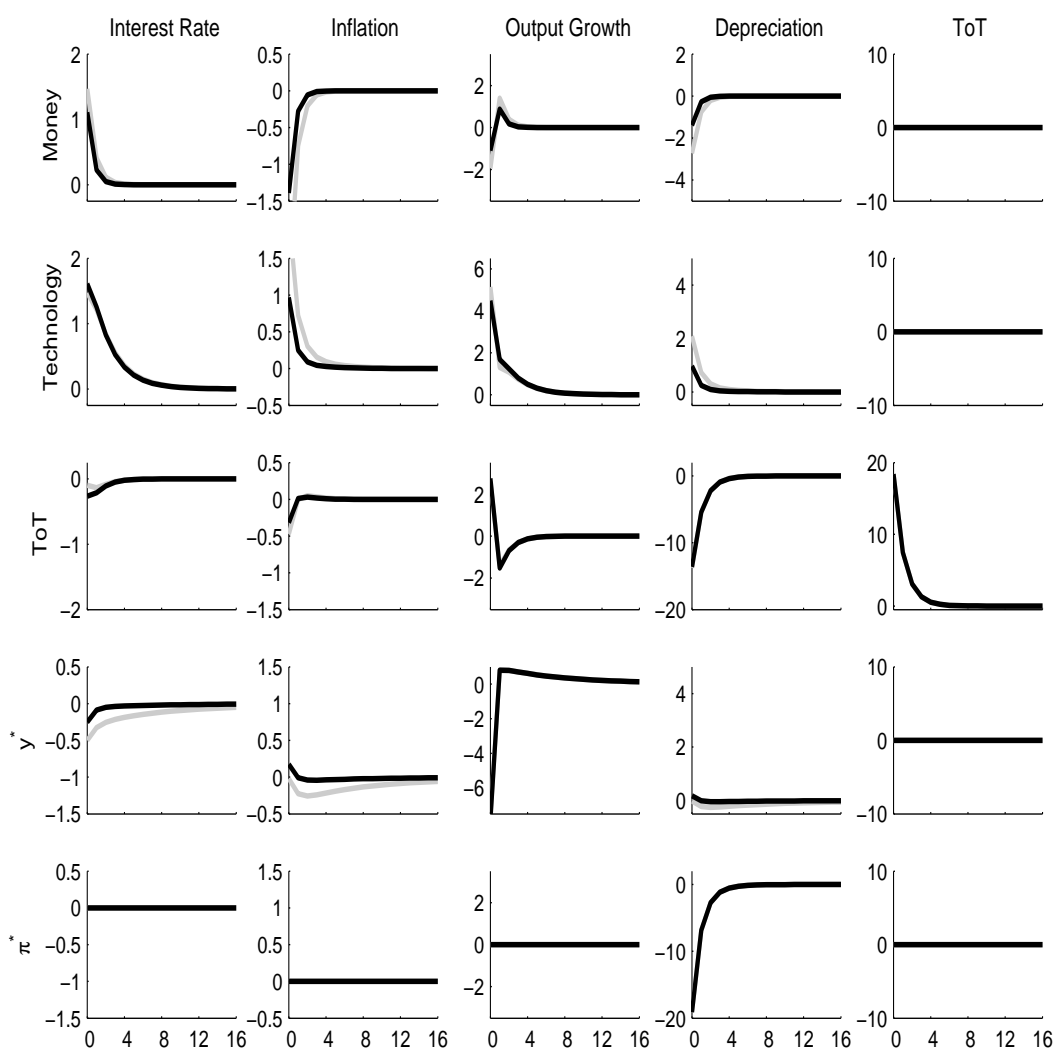 Interest Rate Inflation Output Growth Depreciation ToT
Money
2 1 0
0.5 0 −0.5 −1 −1.5
2 0 −2
2 0 −2 −4
10 0 −10
Technology
2 1 0
1.5 1 0.5 0 −0.5
6 4 2 0
4 2 0
10 0 −10
ToT
0 −1 −2
0.5 0 −0.5 −1 −1.5
2 0 −2
0 −10 −20
20 10 0
y*
0.5 0 −0.5 −1 −1.5
1.5 1 0.5 0 −0.5
0 −2 −4 −6
4 2 0
10 0 −10
π*
0.5 0 −0.5 −1 −1.5
1.5 1 0.5 0 −0.5
2 0 −2
0 −10 −20
10 0 −10
0 4 8 12 16 0 4 8 12 16 0 4 8 12 16 0 4 8 12 16 0 4 8 12 16